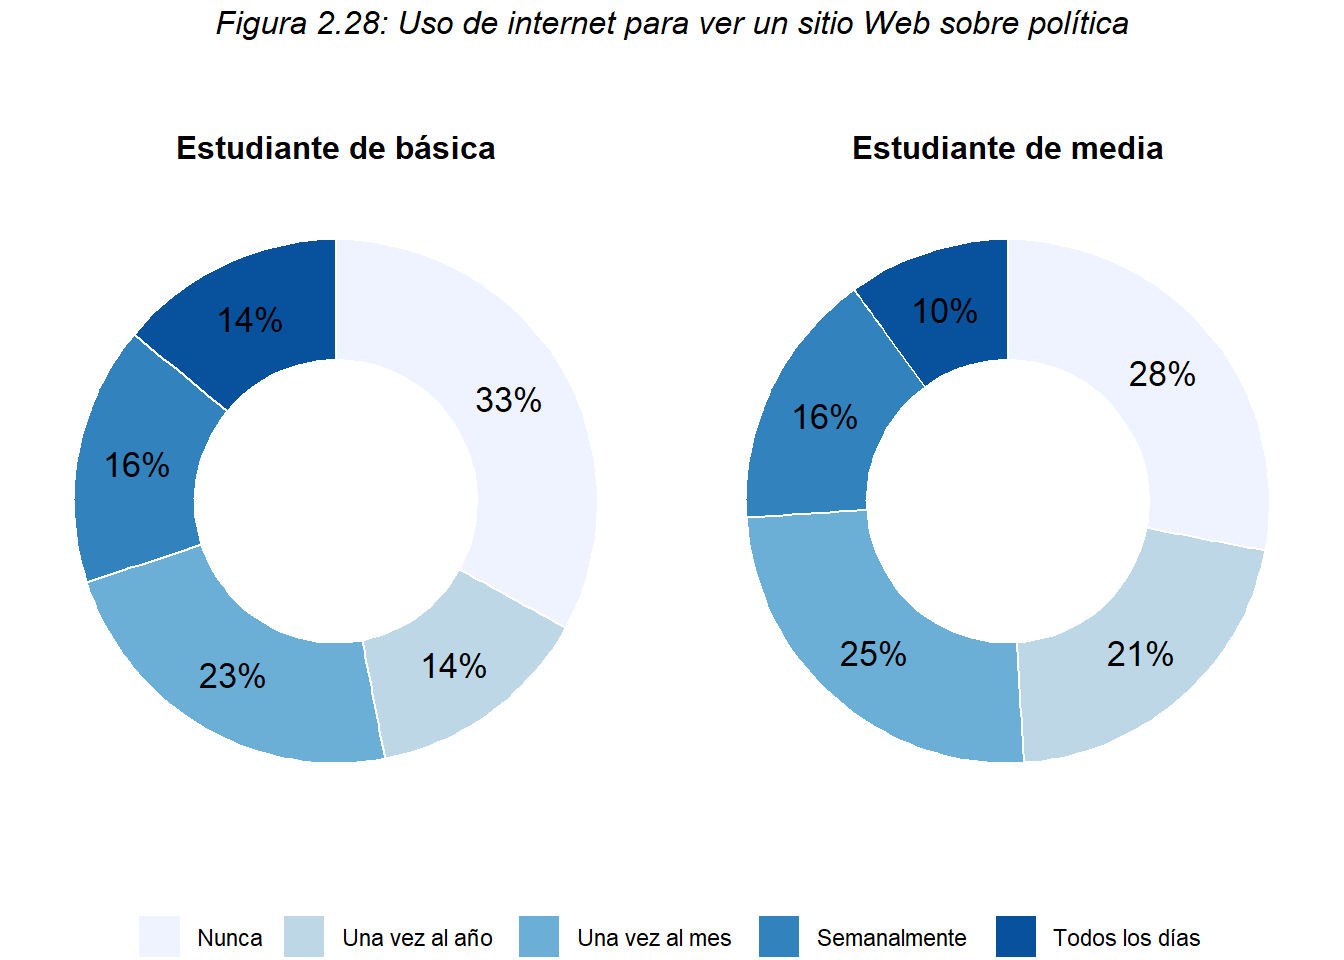 Figura 2.28: Uso de internet para ver un sitio Web sobre política
Estudiante de básica
Estudiante de media
14%
33%
16%
23%
14%
10%
28%
16%
25%
21%
Nunca
Una vez al año
Una vez al mes
Semanalmente
Todos los días